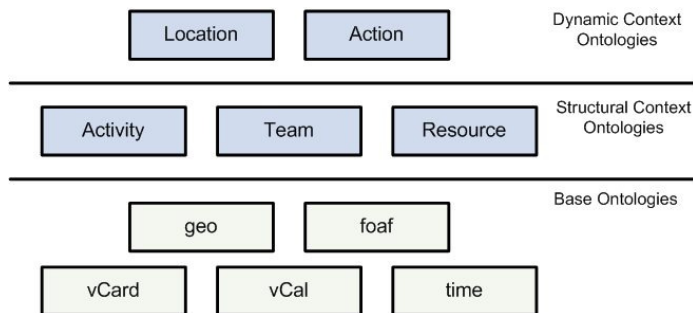 Location
Action
Dynamic Context
Ontologies
Activity
Team
Resource
Structural Context
Ontologies
Base Ontologies
geo
foaf
vCard
vCal
time